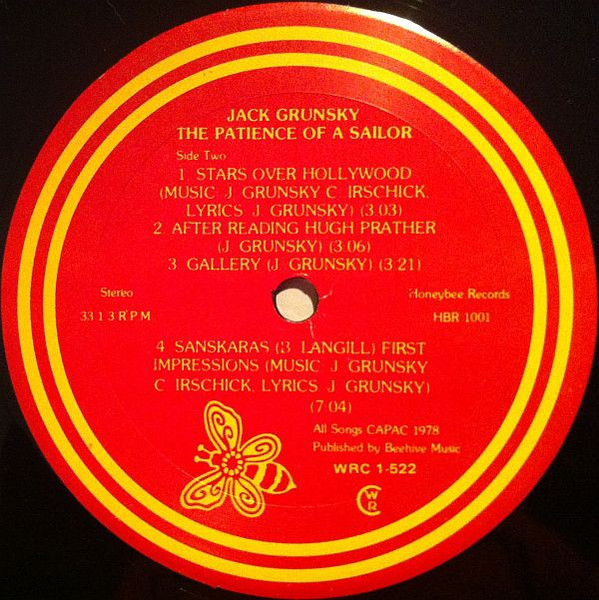 JACK GRUNSKY
THE PATIENCE OF A SAILOR
Side Two
1 STARS OVER HOLLYWOOD
(MUSIC J GRUNSKY C IRSCHICK,
LYRICS J GRUNSKY) (3 03)
2 AFTER READING HUGH PRATHER
(J GRUNSKY) (3 06)
3 GALLERY (J GRUNSKY) (3 21)
Stereo
33 1 3 R P M
Honeybee Records
HBR 1001
4 SANSKARAS (B LANGILL) FIRST
IMPRESSIONS (MUSIC J GRUNSKY
C IRSCHICK, LYRICS J GRUNSKY)
(7 04)
All Songs CAPAC 1978
Published by Beehive Music
WRC 1-522
WRC